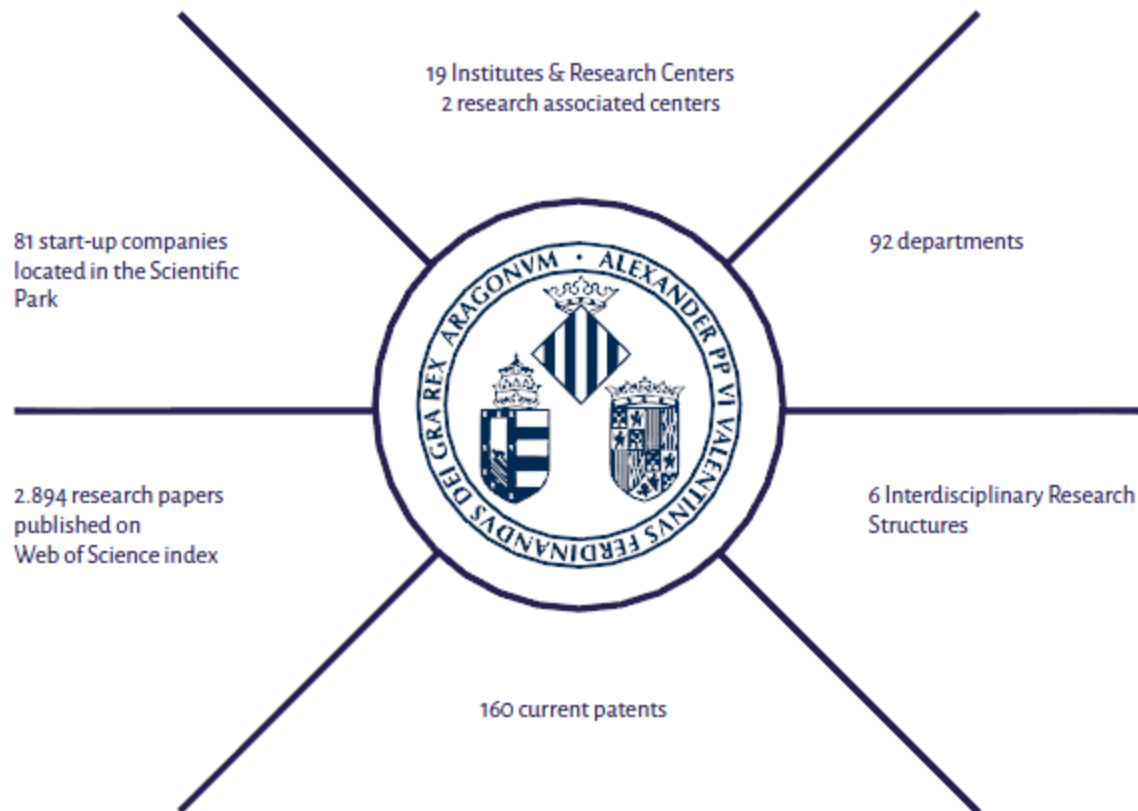 19 Institutes & Research Centers
2 research associated centers
81 start-up companies
located in the Scientific
Park
92 departments
ALEXANDER PP VI VALENTINVS FERDINANDVS DEI GRA REX ARAGONVM ·
2.894 research papers
published on
Web of Science index
6 Interdisciplinary Research
Structures
160 current patents